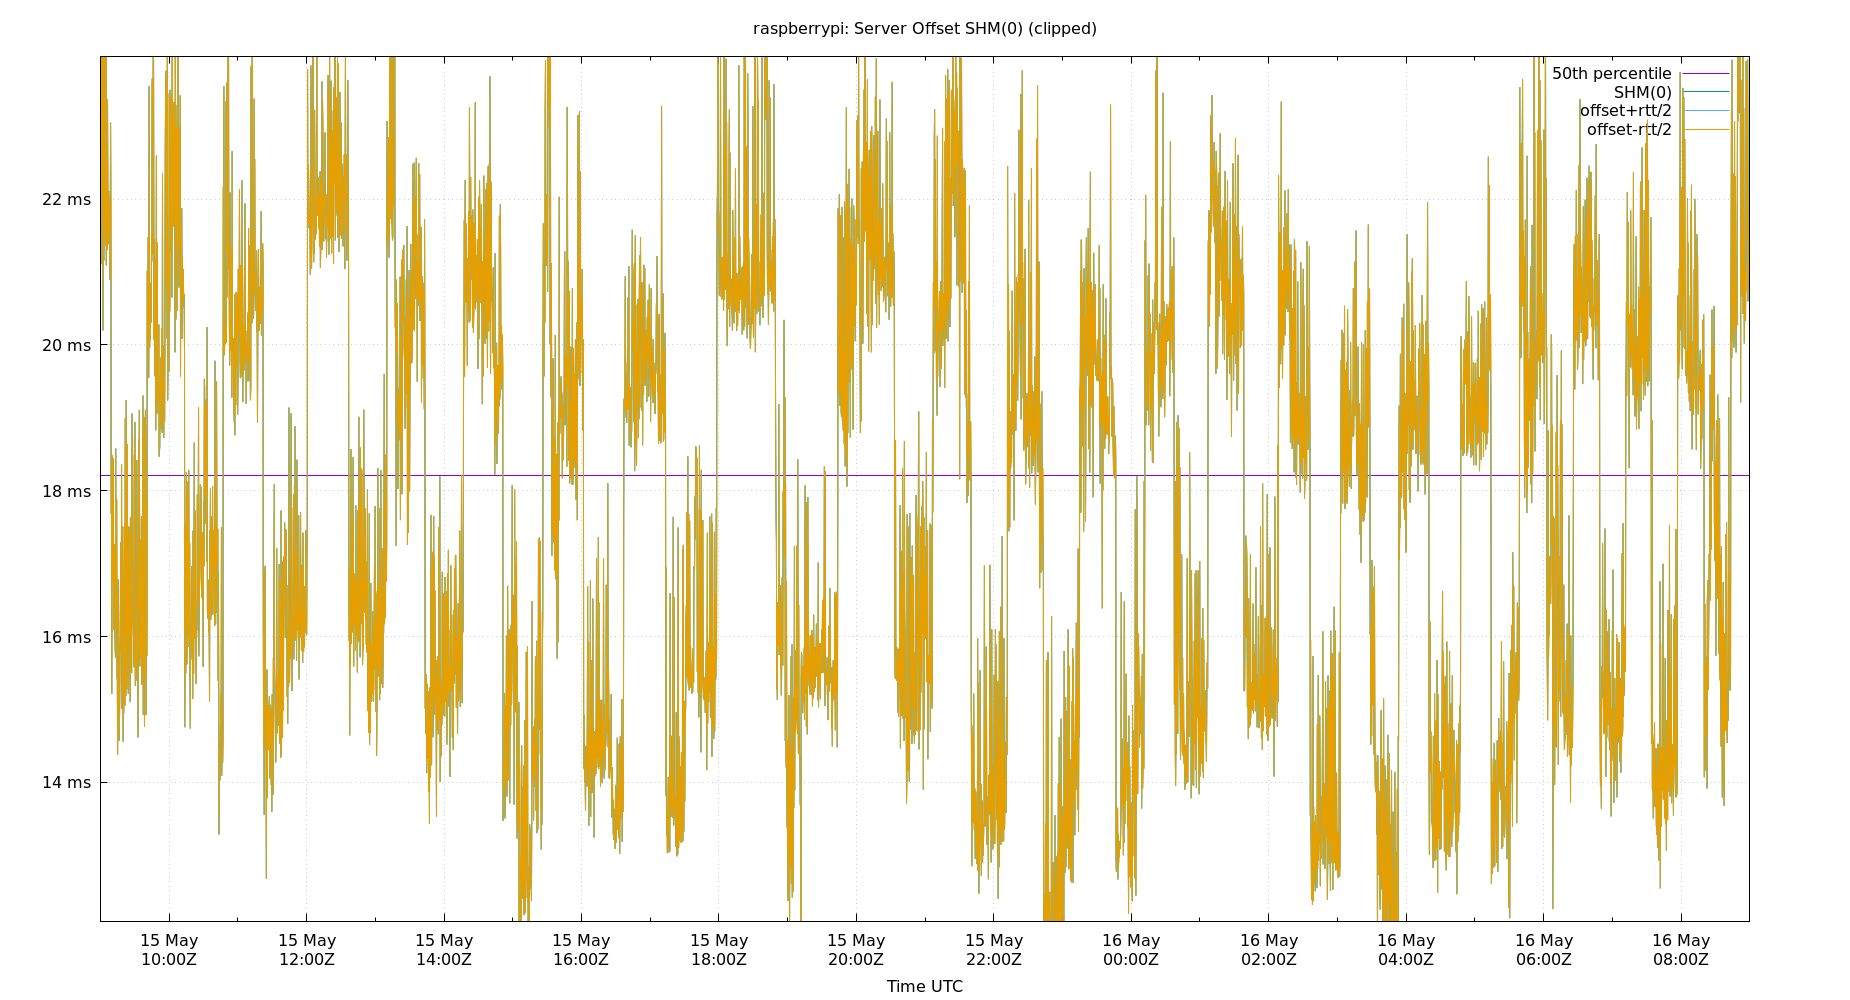 raspberrypi: Server Offset SHM(0) (clipped)
50th percentile
SHM(0)
offset+rtt/2
offset-rtt/2
22 ms
20 ms
18 ms
16 ms
14 ms
15 May 15 May 15 May 15 May 15 May 15 May 15 May 16 May 16 May 16 May 16 May 16 May
10:00Z 12:00Z 14:00Z 16:00Z 18:00Z 20:00Z 22:00Z 00:00Z 02:00Z 04:00Z 06:00Z 08:00Z
Time UTC